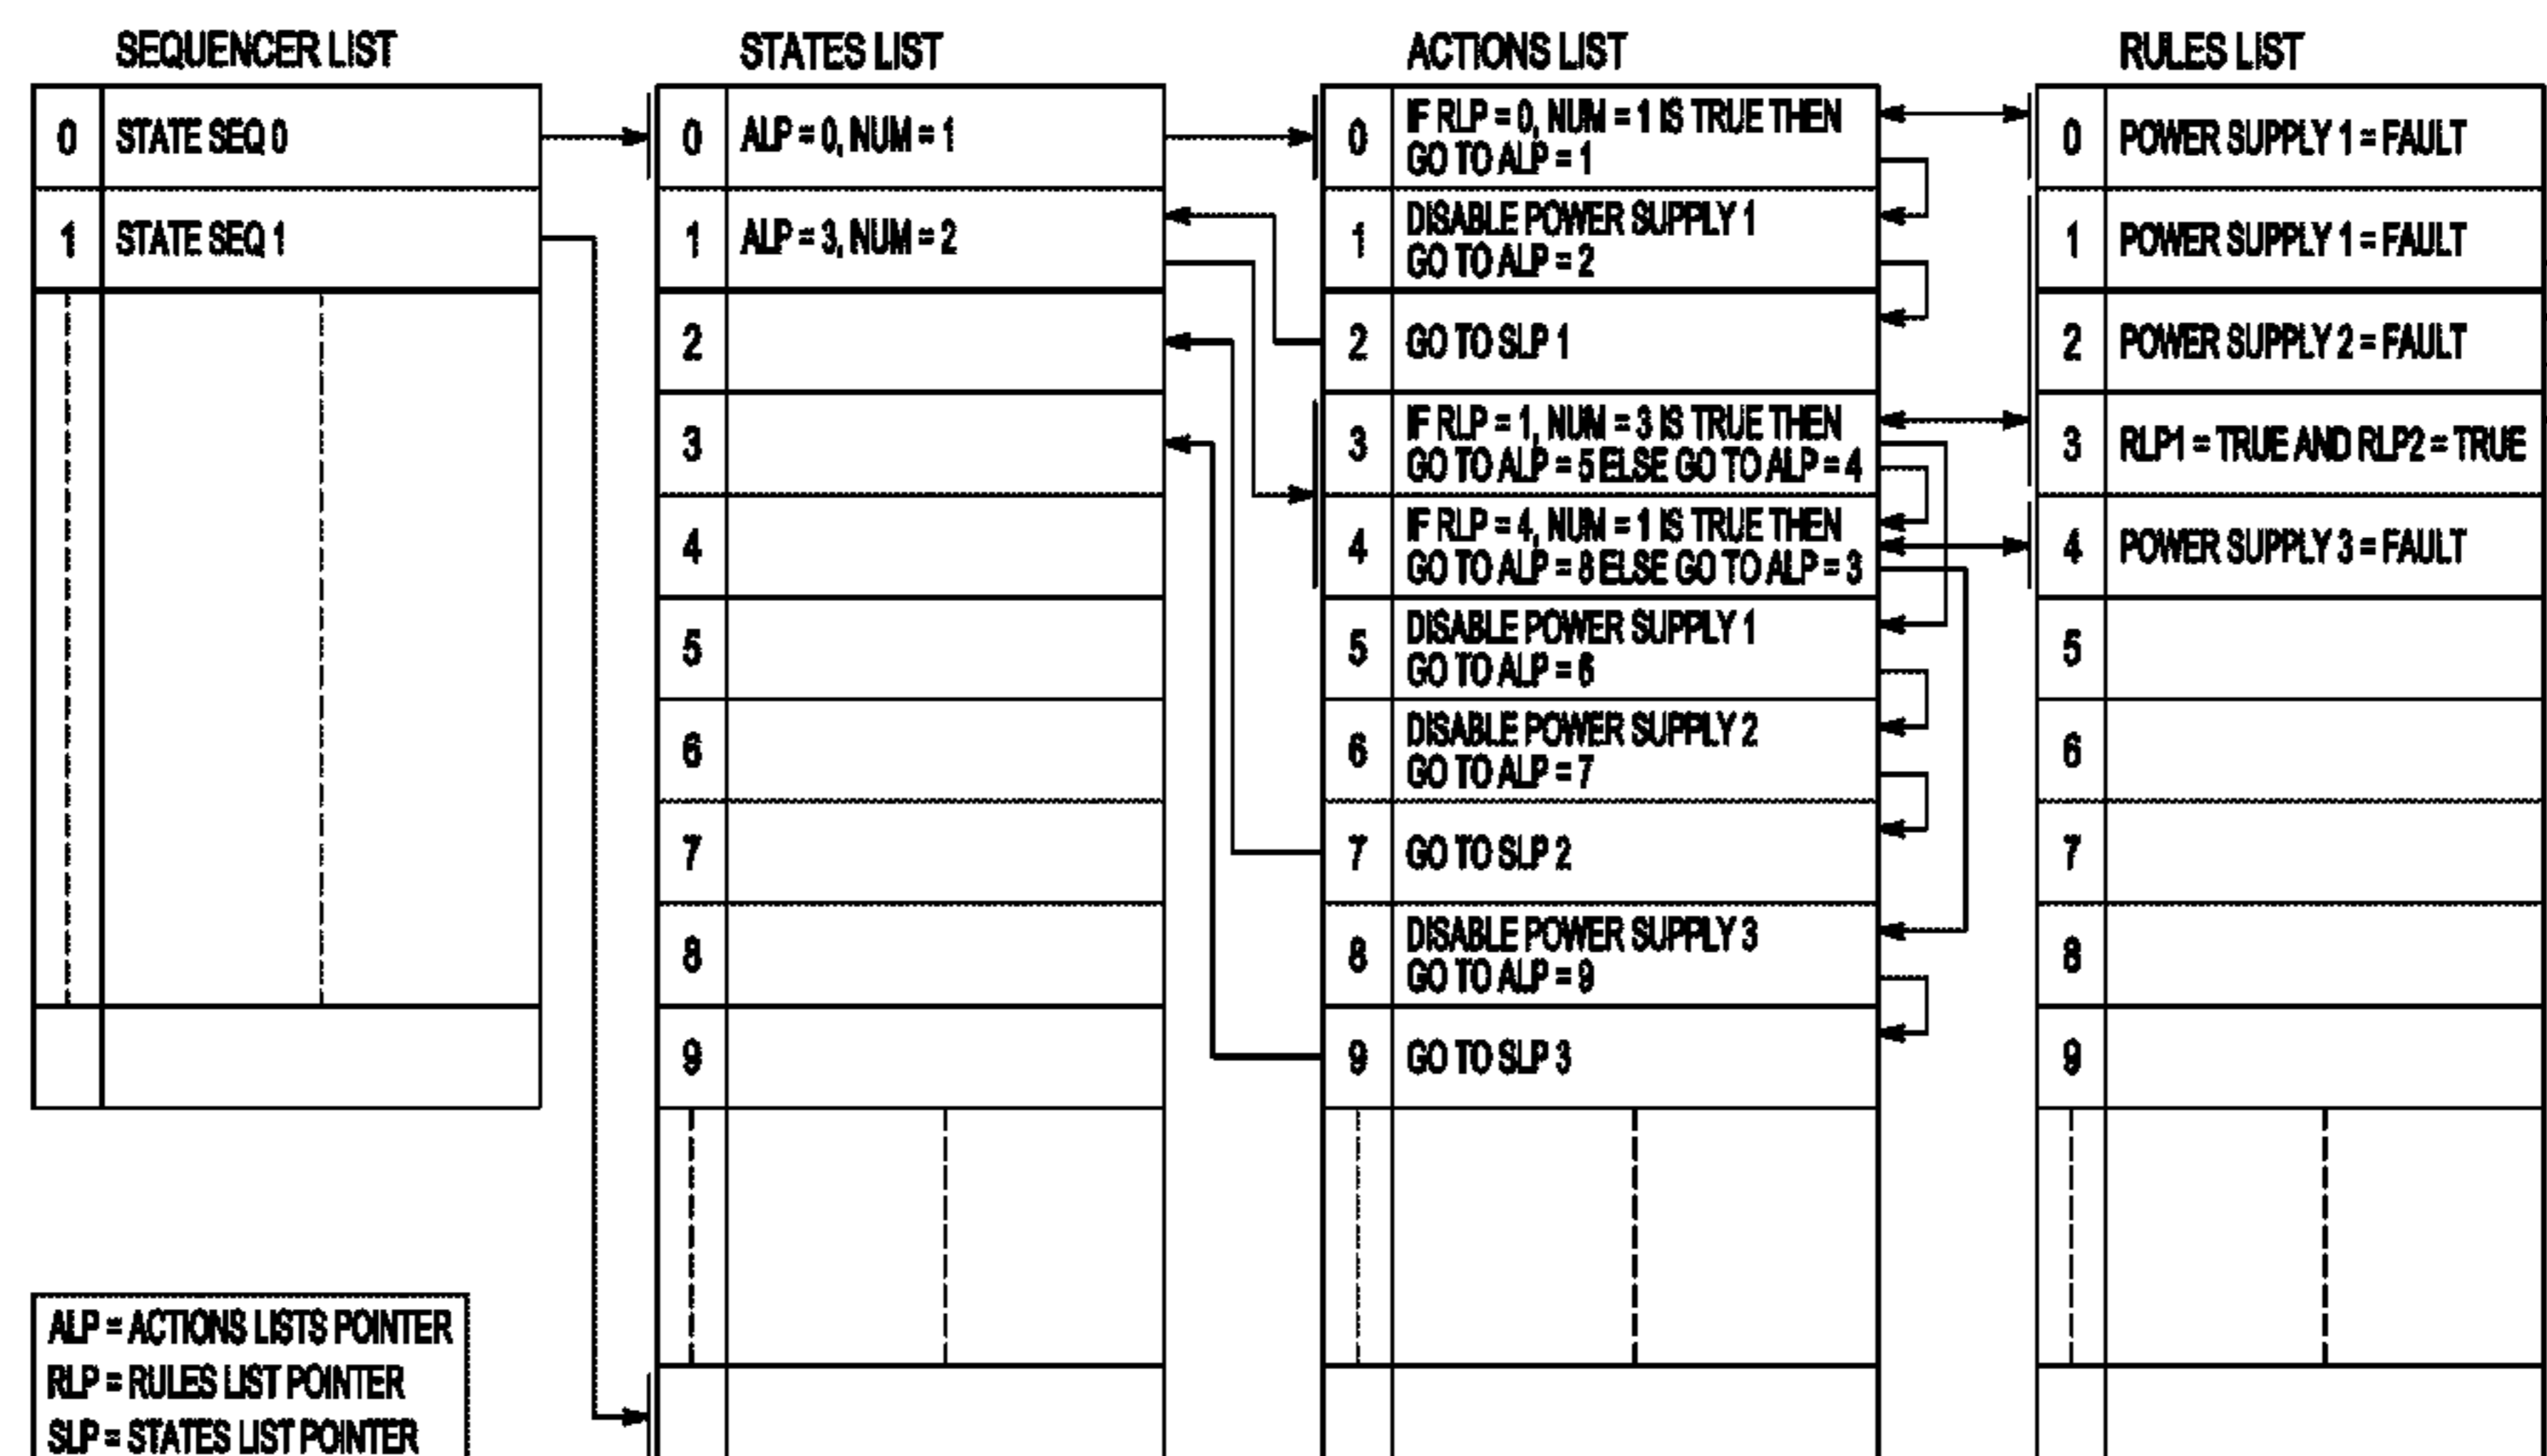 SEQUENCER LIST
0 STATE SEQ 0
1 STATE SEQ 1
STATES LIST
0 ALP = 0, NUM = 1
1 ALP = 3, NUM = 2
2
3
4
5
6
7
8
9
ACTIONS LIST
0 IF RLP = 0, NUM = 1 IS TRUE THEN
GO TO ALP = 1
1 DISABLE POWER SUPPLY 1
GO TO ALP = 2
2 GO TO SLP 1
3 IF RLP = 1, NUM = 3 IS TRUE THEN
GO TO ALP = 5 ELSE GO TO ALP = 4
4 IF RLP = 4, NUM = 1 IS TRUE THEN
GO TO ALP = 8 ELSE GO TO ALP = 3
5 DISABLE POWER SUPPLY 1
GO TO ALP = 6
6 DISABLE POWER SUPPLY 2
GO TO ALP = 7
7 GO TO SLP 2
8 DISABLE POWER SUPPLY 3
GO TO ALP = 9
9 GO TO SLP 3
RULES LIST
0 POWER SUPPLY 1 = FAULT
1 POWER SUPPLY 1 = FAULT
2 POWER SUPPLY 2 = FAULT
3 RLP1 = TRUE AND RLP2 = TRUE
4 POWER SUPPLY 3 = FAULT
5
6
7
8
9
ALP = ACTIONS LISTS POINTER
RLP = RULES LIST POINTER
SLP = STATES LIST POINTER